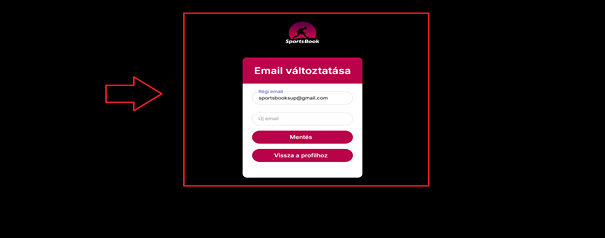 SportsBook
Email változtatása
Régi email
sportsbooksup@gmail.com
Új email
Mentés
Vissza a profilhoz